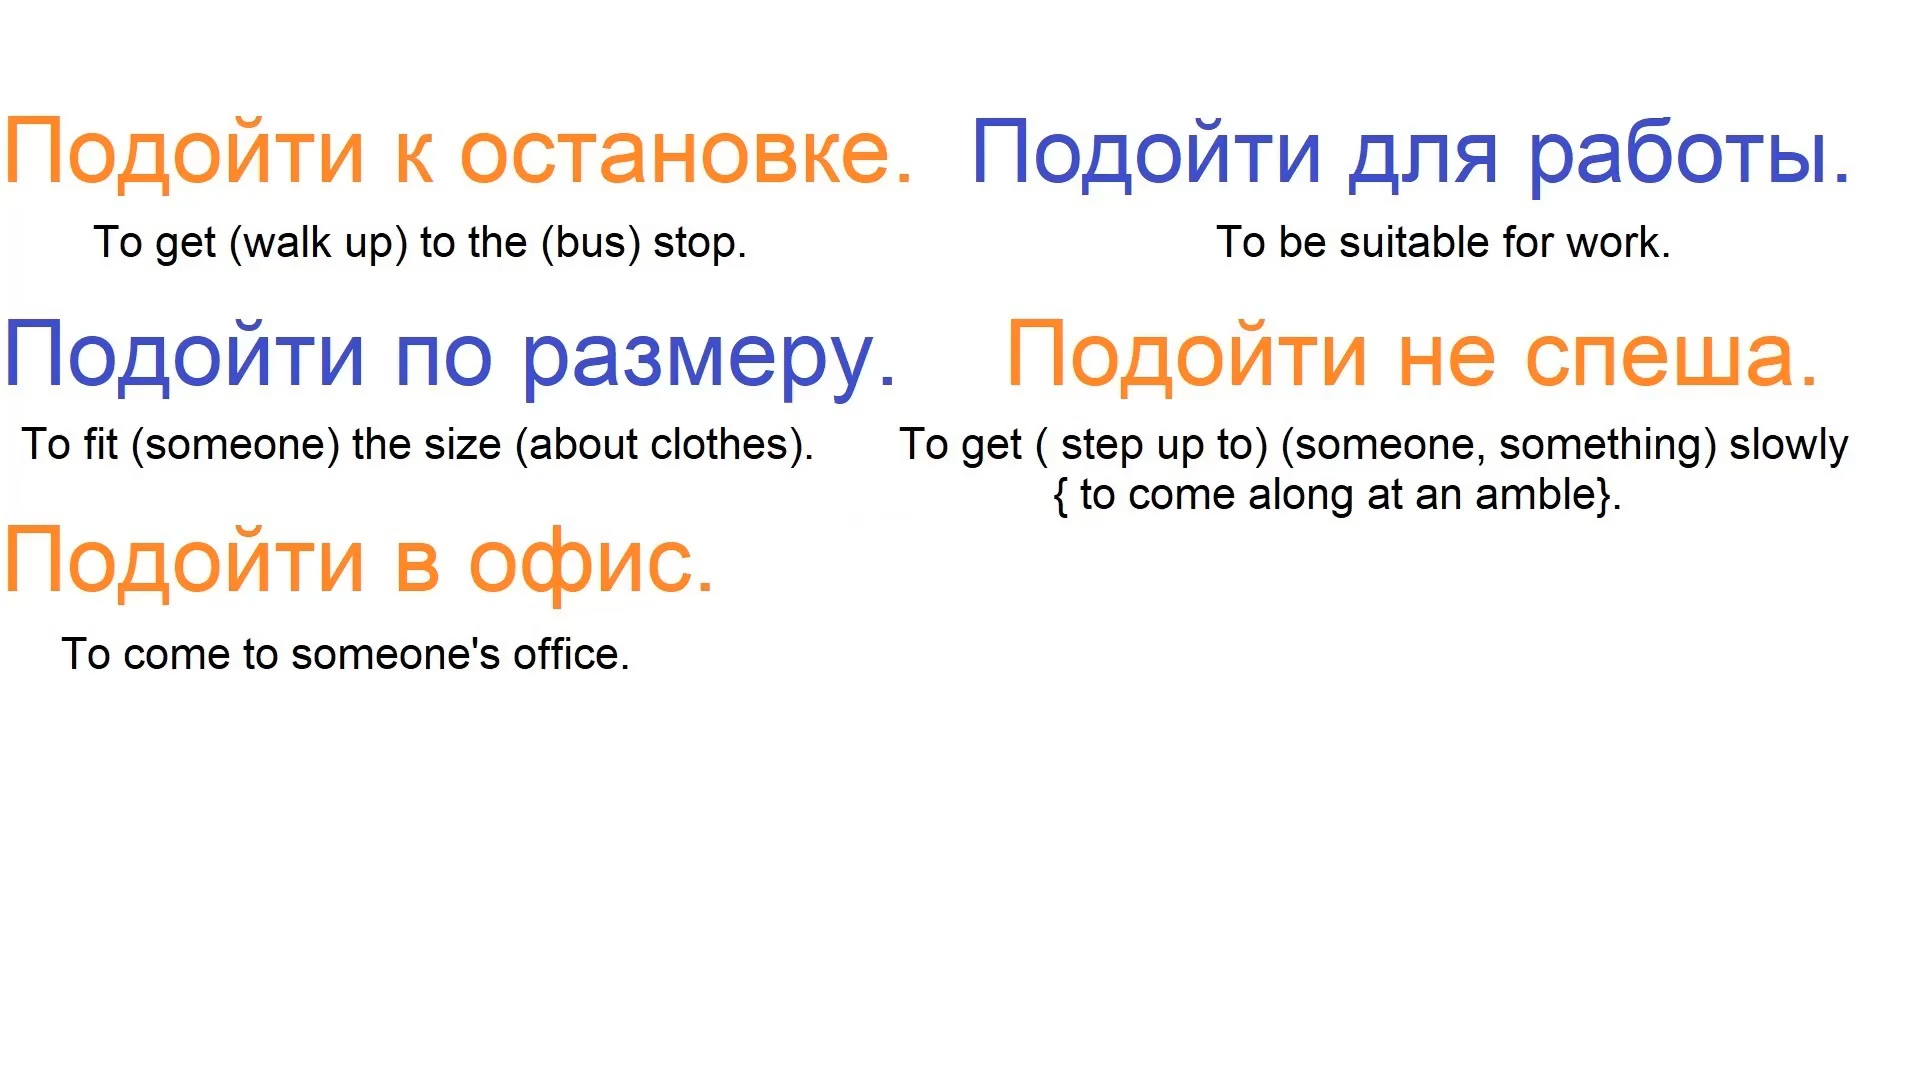 Подойти к остановке.
To get (walk up) to the (bus) stop.
Подойти для работы.
To be suitable for work.
Подойти по размеру.
To fit (someone) the size (about clothes).
Подойти не спеша.
To get ( step up to) (someone, something) slowly
{ to come along at an amble}.
Подойти в офис.
To come to someone's office.